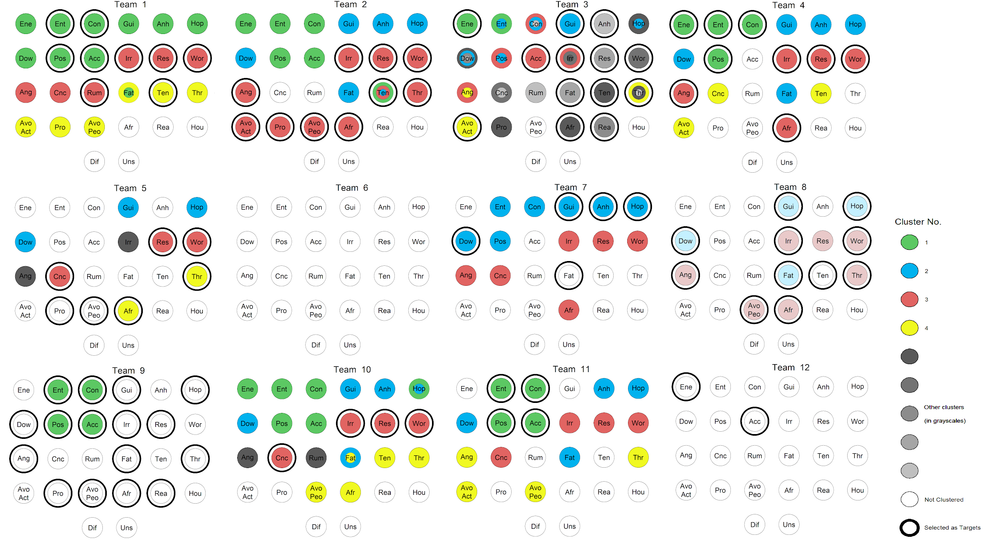 Team 1 Team 2 Team 3 Team 4
Ene Ent Con Gui Anh Hop Ene Ent Con Gui Anh Hop Ene Ent Con Gui Anh Hop Ene Ent Con Gui Anh Hop
Dow Pos Acc Irr Res Wor Dow Pos Acc Irr Res Wor Dow Pos Acc Irr Res Wor Dow Pos Acc Irr Res Wor
Ang Cnc Rum Fat Ten Thr Ang Cnc Rum Fat Ten Thr Ang Cnc Rum Fat Ten Thr Ang Cnc Rum Fat Ten Thr
Avo Act Pro Avo Peo Afr Rea Hou Avo Act Pro Avo Peo Afr Rea Hou Avo Act Pro Avo Peo Afr Rea Hou Avo Act Pro Avo Peo Afr Rea Hou
Dif Uns Dif Uns Dif Uns Dif Uns
Team 5 Team 6 Team 7 Team 8
Ene Ent Con Gui Anh Hop Ene Ent Con Gui Anh Hop Ene Ent Con Gui Anh Hop Ene Ent Con Gui Anh Hop
Dow Pos Acc Irr Res Wor Dow Pos Acc Irr Res Wor Dow Pos Acc Irr Res Wor Dow Pos Acc Irr Res Wor
Ang Cnc Rum Fat Ten Thr Ang Cnc Rum Fat Ten Thr Ang Cnc Rum Fat Ten Thr Ang Cnc Rum Fat Ten Thr
Avo Act Pro Avo Peo Afr Rea Hou Avo Act Pro Avo Peo Afr Rea Hou Avo Act Pro Avo Peo Afr Rea Hou Avo Act Pro Avo Peo Afr Rea Hou
Dif Uns Dif Uns Dif Uns Dif Uns
Team 9 Team 10 Team 11 Team 12
Ene Ent Con Gui Anh Hop Ene Ent Con Gui Anh Hop Ene Ent Con Gui Anh Hop Ene Ent Con Gui Anh Hop
Dow Pos Acc Irr Res Wor Dow Pos Acc Irr Res Wor Dow Pos Acc Irr Res Wor Dow Pos Acc Irr Res Wor
Ang Cnc Rum Fat Ten Thr Ang Cnc Rum Fat Ten Thr Ang Cnc Rum Fat Ten Thr Ang Cnc Rum Fat Ten Thr
Avo Act Pro Avo Peo Afr Rea Hou Avo Act Pro Avo Peo Afr Rea Hou Avo Act Pro Avo Peo Afr Rea Hou Avo Act Pro Avo Peo Afr Rea Hou
Dif Uns Dif Uns Dif Uns Dif Uns
Cluster No.
1
2
3
4
Other clusters
(in grayscales)
Not Clustered
Selected as Targets